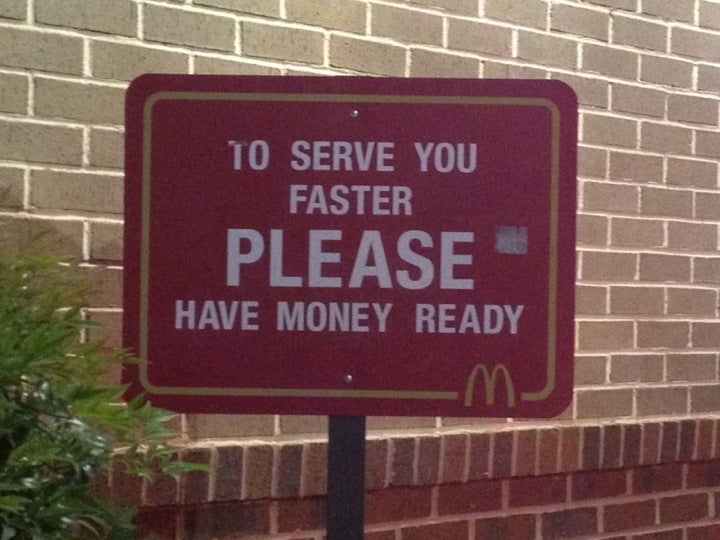 TO SERVE YOU
FASTER
PLEASE
HAVE MONEY READY